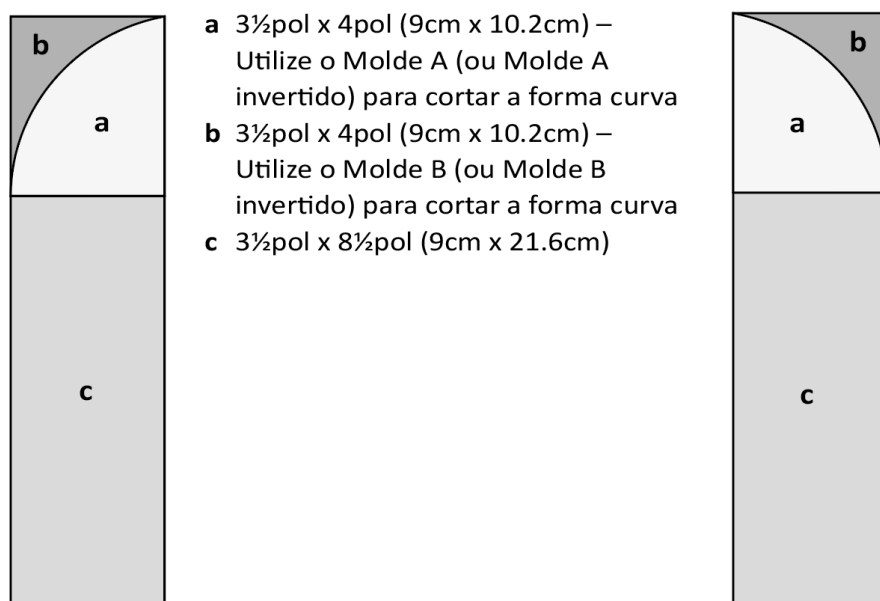 b
a
c
a 3½pol x 4pol (9cm x 10.2cm) –
Utilize o Molde A (ou Molde A
invertido) para cortar a forma curva
b 3½pol x 4pol (9cm x 10.2cm) –
Utilize o Molde B (ou Molde B
invertido) para cortar a forma curva
c 3½pol x 8½pol (9cm x 21.6cm)
b
a
c